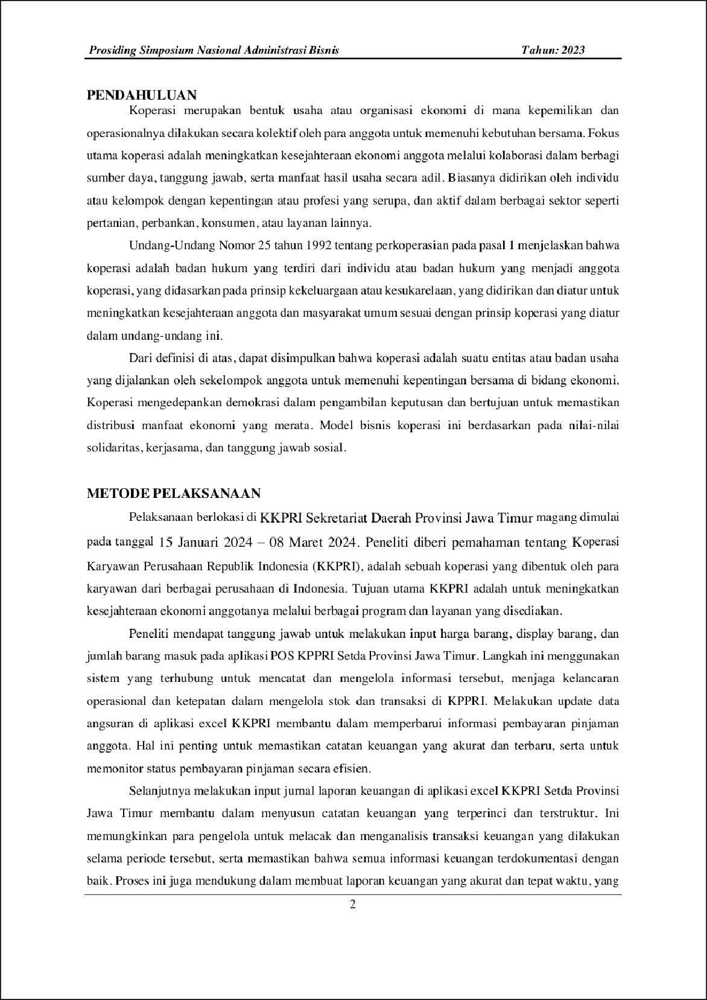 Prosiding Simposium Nasional Administrasi Bisnis Tahun: 2023
PENDAHULUAN
Koperasi merupakan bentuk usaha atau organisasi ekonomi di mana kepemilikan dan
operasionalnya dilakukan secara kolektif oleh para anggota untuk memenuhi kebutuhan bersama. Fokus
utama koperasi adalah meningkatkan kesejahteraan ekonomi anggota melalui kolaborasi dalam berbagi
sumber daya, tanggung jawab, serta manfaat hasil usaha secara adil. Biasanya didirikan oleh individu
atau kelompok dengan kepentingan atau profesi yang serupa, dan aktif dalam berbagai sektor seperti
pertanian, perbankan, konsumen, atau layanan lainnya.
Undang-Undang Nomor 25 tahun 1992 tentang perkoperasian pada pasal 1 menjelaskan bahwa
koperasi adalah badan hukum yang terdiri dari individu atau badan hukum yang menjadi anggota
koperasi, yang didasarkan pada prinsip kekeluargaan atau kesukarelaan, yang didirikan dan diatur untuk
meningkatkan kesejahteraan anggota dan masyarakat umum sesuai dengan prinsip koperasi yang diatur
dalam undang-undang ini.
Dari definisi di atas, dapat disimpulkan bahwa koperasi adalah suatu entitas atau badan usaha
yang dijalankan oleh sekelompok anggota untuk memenuhi kepentingan bersama di bidang ekonomi.
Koperasi mengedepankan demokrasi dalam pengambilan keputusan dan bertujuan untuk memastikan
distribusi manfaat ekonomi yang merata. Model bisnis koperasi ini berdasarkan pada nilai-nilai
solidaritas, kerjasama, dan tanggung jawab sosial.
METODE PELAKSANAAN
Pelaksanaan berlokasi di KKPRI Sekretariat Daerah Provinsi Jawa Timur magang dimulai
pada tanggal 15 Januari 2024 – 08 Maret 2024. Peneliti diberi pemahaman tentang Koperasi
Karyawan Perusahaan Republik Indonesia (KKPRI), adalah sebuah koperasi yang dibentuk oleh para
karyawan dari berbagai perusahaan di Indonesia. Tujuan utama KKPRI adalah untuk meningkatkan
kesejahteraan ekonomi anggotanya melalui berbagai program dan layanan yang disediakan.
Peneliti mendapat tanggung jawab untuk melakukan input harga barang, display barang, dan
jumlah barang masuk pada aplikasi POS KPPRI Setda Provinsi Jawa Timur. Langkah ini menggunakan
sistem yang terhubung untuk mencatat dan mengelola informasi tersebut, menjaga kelancaran
operasional dan ketepatan dalam mengelola stok dan transaksi di KPPRI. Melakukan update data
angsuran di aplikasi excel KKPRI membantu dalam memperbarui informasi pembayaran pinjaman
anggota. Hal ini penting untuk memastikan catatan keuangan yang akurat dan terbaru, serta untuk
memonitor status pembayaran pinjaman secara efisien.
Selanjutnya melakukan input jurnal laporan keuangan di aplikasi excel KKPRI Setda Provinsi
Jawa Timur membantu dalam menyusun catatan keuangan yang terperinci dan terstruktur. Ini
memungkinkan para pengelola untuk melacak dan menganalisis transaksi keuangan yang dilakukan
selama periode tersebut, serta memastikan bahwa semua informasi keuangan terdokumentasi dengan
baik. Proses ini juga mendukung dalam membuat laporan keuangan yang akurat dan tepat waktu, yang
2